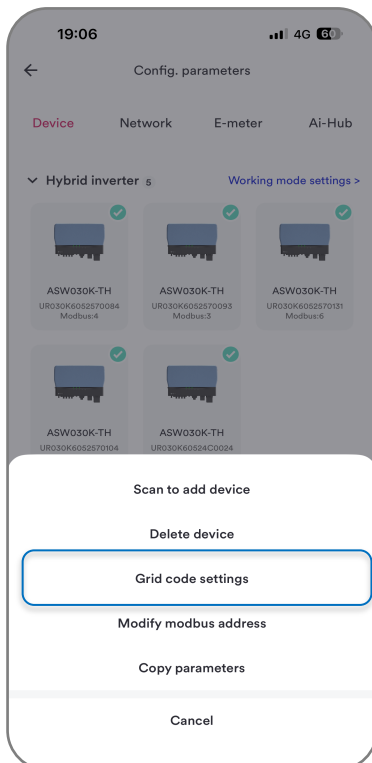 19:06 4G 60
Config. parameters
Device Network E-meter Ai-Hub
Hybrid inverter 5 Working mode settings >
ASW030K-TH ASW030K-TH ASW030K-TH
UR030K6052570084 UR030K6052570093 UR030K6052570131
Modbus:4 Modbus:3 Modbus:6
ASW030K-TH ASW030K-TH
UR030K6052570104 UR030K60524C0024
Scan to add device
Delete device
Grid code settings
Modify modbus address
Copy parameters
Cancel